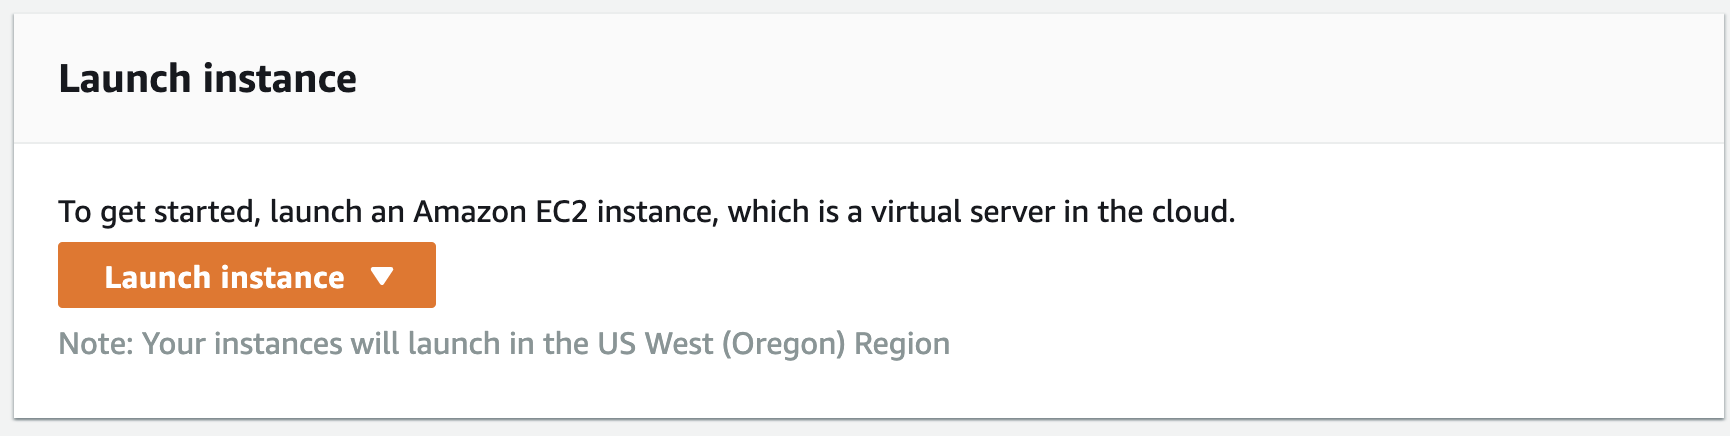 Launch instance
To get started, launch an Amazon EC2 instance, which is a virtual server in the cloud.
Launch instance
Note: Your instances will launch in the US West (Oregon) Region